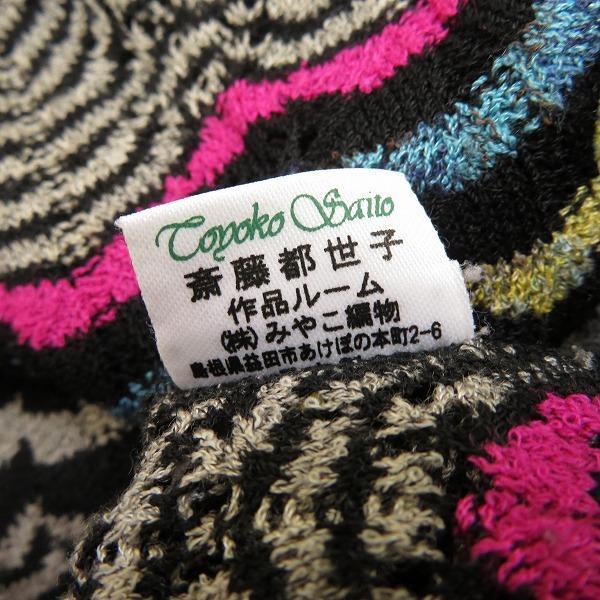 Toyoko Saito
斎藤都世子
作品ルーム
(株)みやこ編物
島根県益田市あけぼの本町2-6